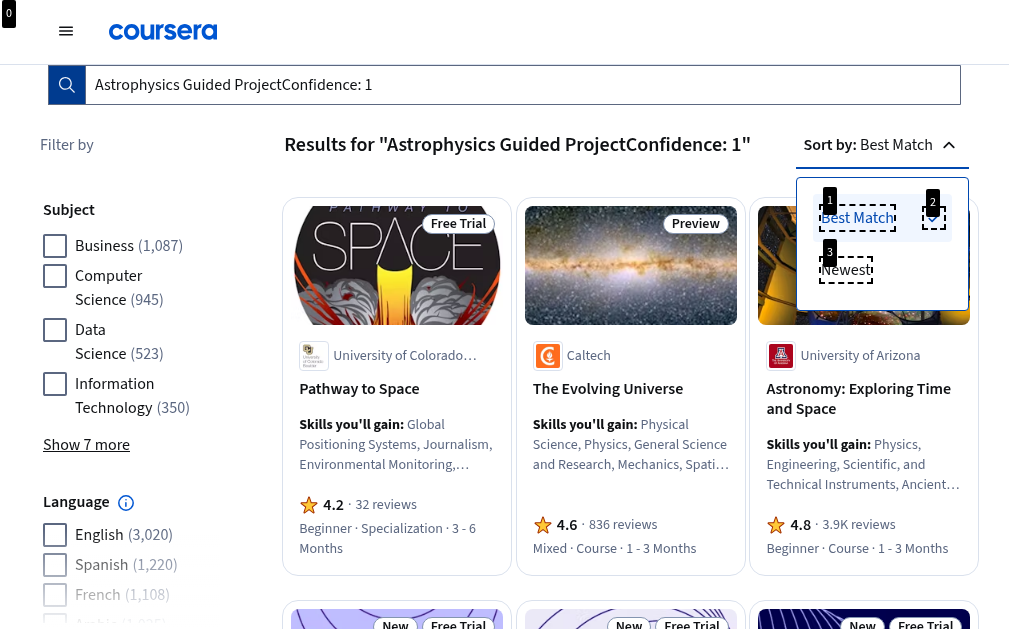 0
coursera
Astrophysics Guided ProjectConfidence: 1
Filter by
Results for "Astrophysics Guided ProjectConfidence: 1"
Sort by: Best Match
1
Best Match
2
3
Newest
Subject
Business (1,087)
Computer
Science (945)
Data
Science (523)
Information
Technology (350)
Show 7 more
Language
English (3,020)
Spanish (1,220)
French (1,108)
PATHWAY TO
SPACE
Free Trial
University of Colorado…
Pathway to Space
Skills you'll gain: Global
Positioning Systems, Journalism,
Environmental Monitoring,…
4.2 · 32 reviews
Beginner · Specialization · 3 - 6
Months
Preview
Caltech
The Evolving Universe
Skills you'll gain: Physical
Science, Physics, General Science
and Research, Mechanics, Spati…
4.6 · 836 reviews
Mixed · Course · 1 - 3 Months
University of Arizona
Astronomy: Exploring Time
and Space
Skills you'll gain: Physics,
Engineering, Scientific, and
Technical Instruments, Ancient…
4.8 · 3.9K reviews
Beginner · Course · 1 - 3 Months
New
Free Trial
New
Free Trial
New
Free Trial